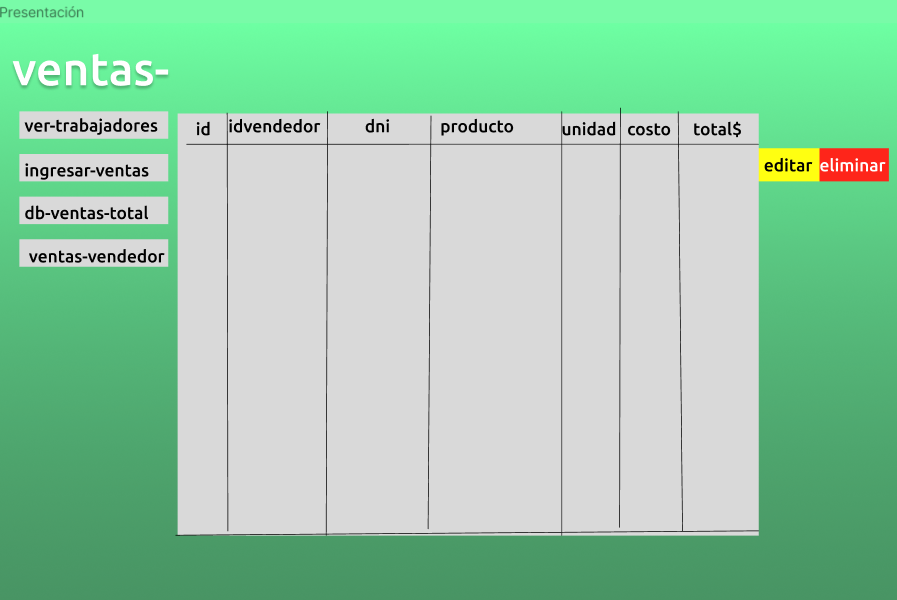 Presentación
ventas-
ver-trabajadores
ingresar-ventas
db-ventas-total
ventas-vendedor
id idvendedor dni producto unidad costo total$
editar eliminar